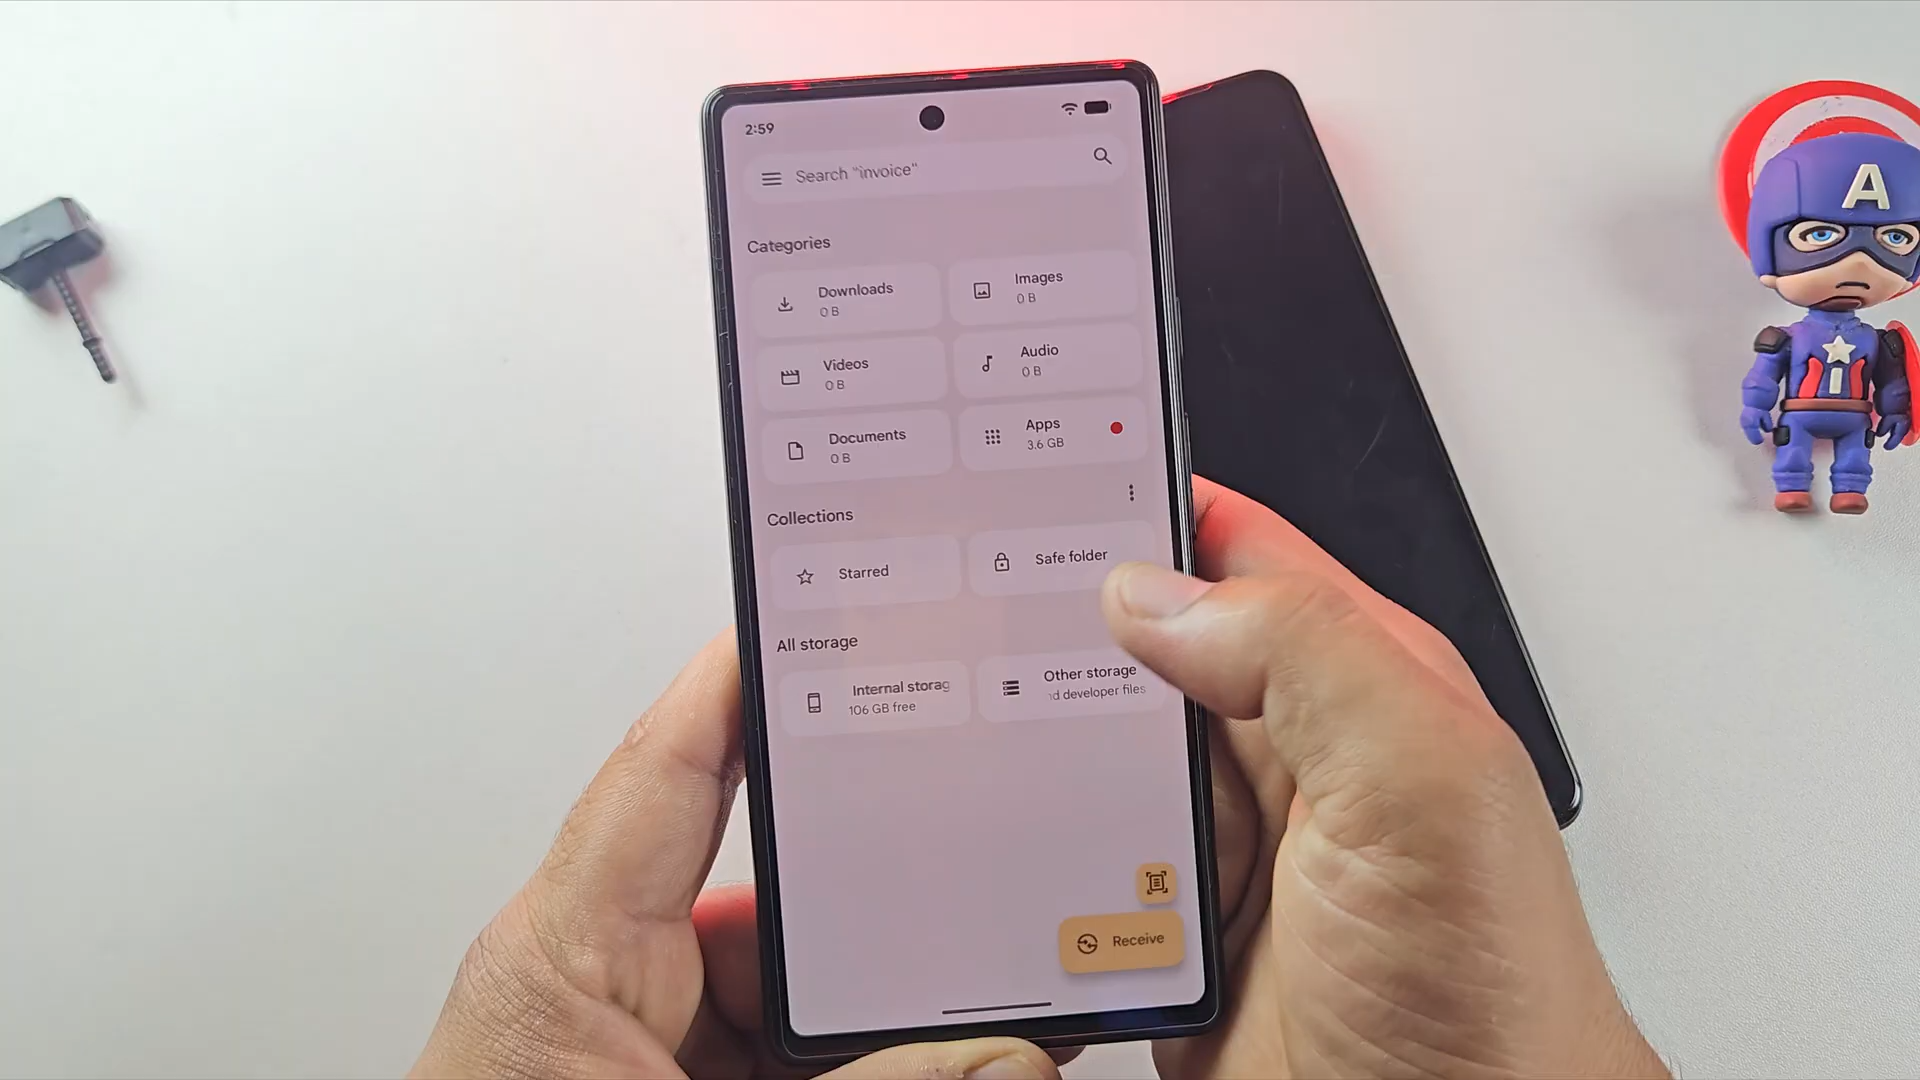 2:59
Search "invoice"
Categories
Downloads
0 B
Images
0 B
Videos
0 B
Audio
0 B
Documents
0 B
Apps
3.6 GB
Collections
Starred
Safe folder
All storage
Internal storag
106 GB free
Other storage
nd developer files
Receive
A